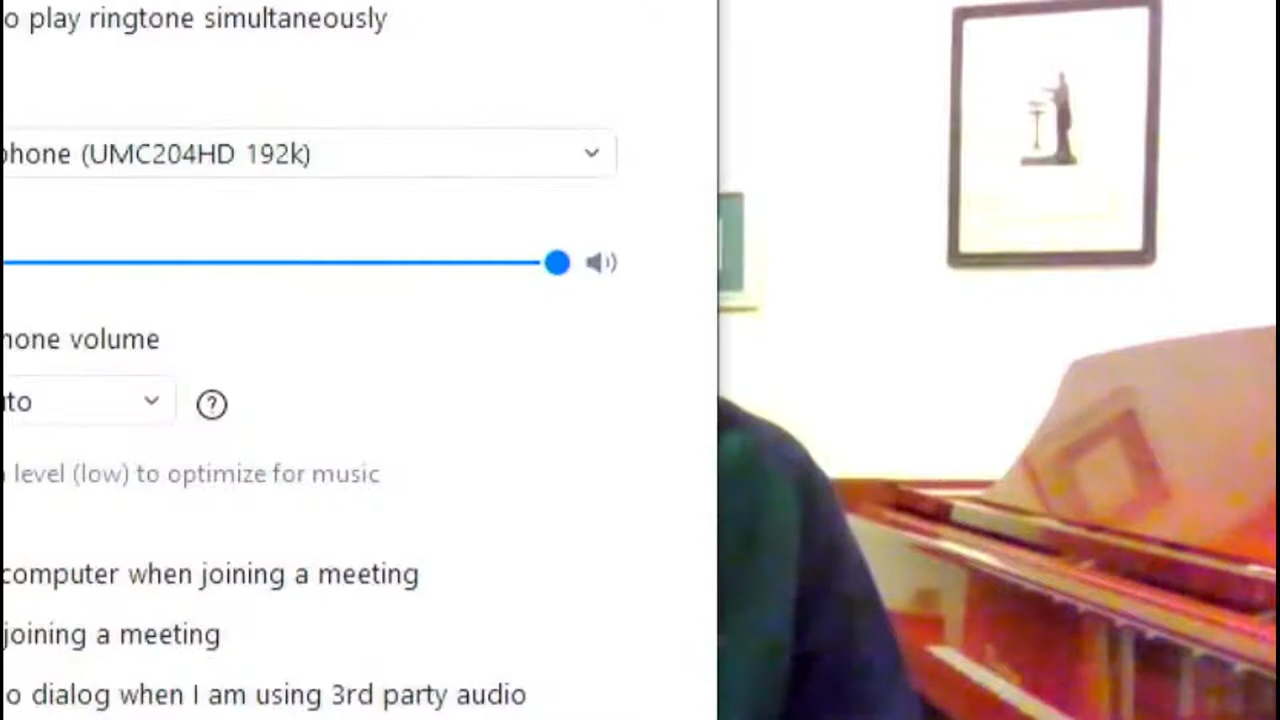 o play ringtone simultaneously
phone (UMC204HD 192k)
hone volume
uto
level (low) to optimize for music
computer when joining a meeting
joining a meeting
o dialog when I am using 3rd party audio